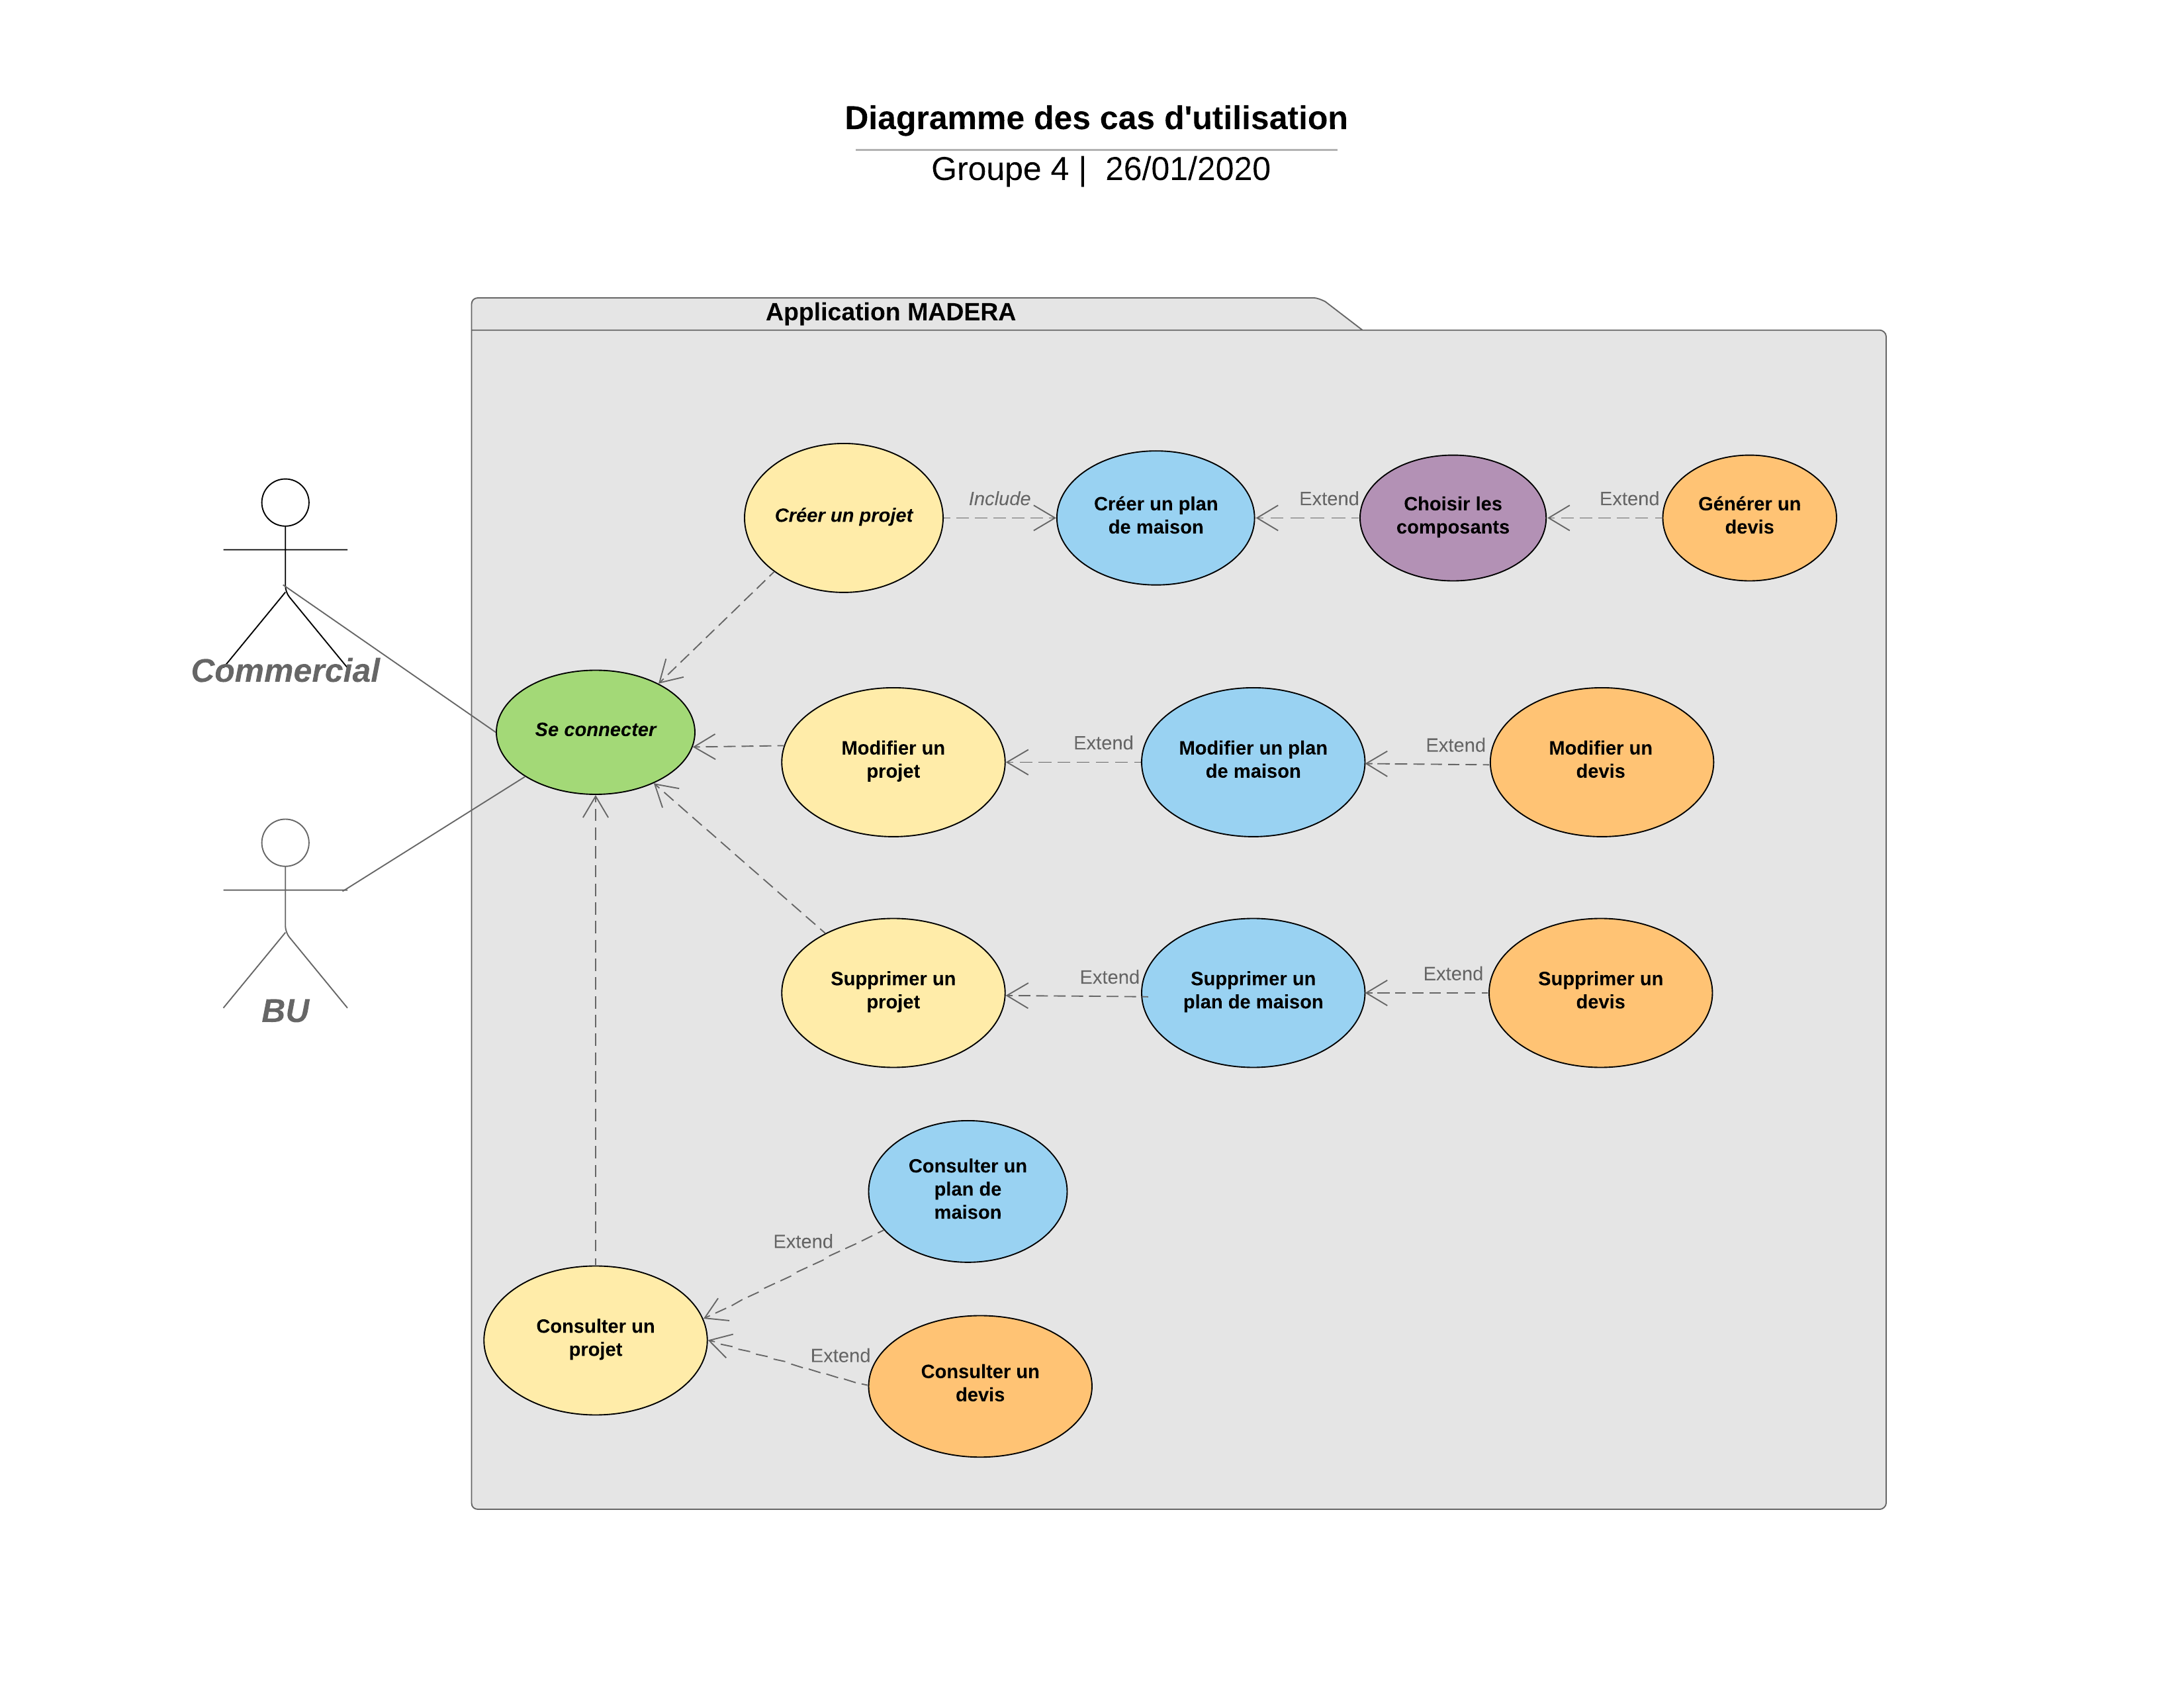 Diagramme des cas d'utilisation
Groupe 4 | 26/01/2020
Application MADERA
Commercial
BU
Se connecter
Créer un projet
Include
Créer un plan
de maison
Extend
Choisir les
composants
Extend
Générer un
devis
Modifier un
projet
Extend
Modifier un plan
de maison
Extend
Modifier un
devis
Supprimer un
projet
Extend
Supprimer un
plan de maison
Extend
Supprimer un
devis
Consulter un
projet
Extend
Consulter un
plan de
maison
Extend
Consulter un
devis